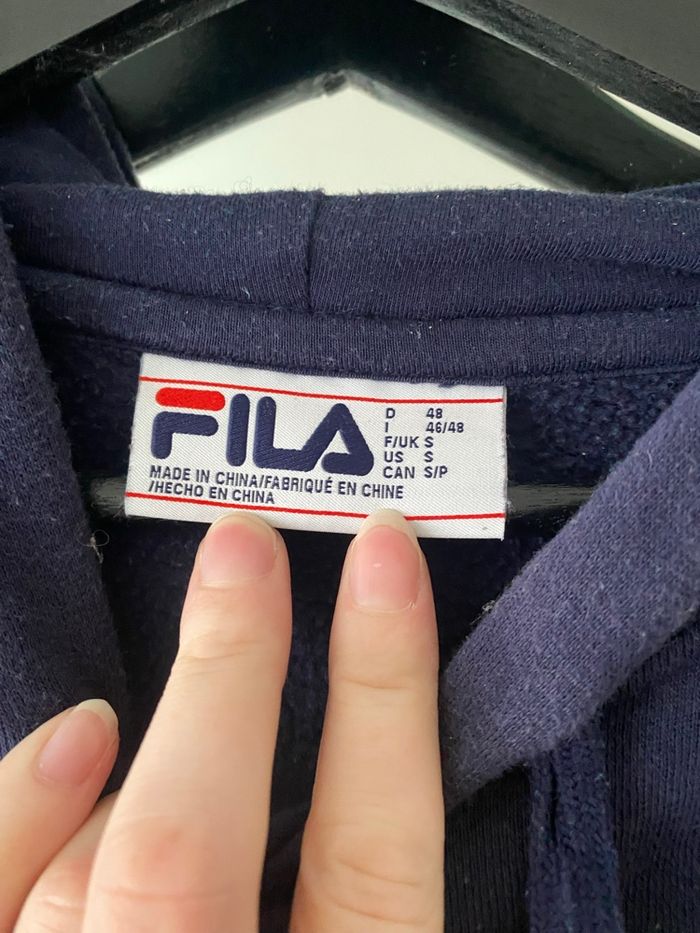 FILA
D 48
I 46/48
F/UK S
US S
CAN S/P
MADE IN CHINA/FABRIQUÉ EN CHINE
/HECHO EN CHINA